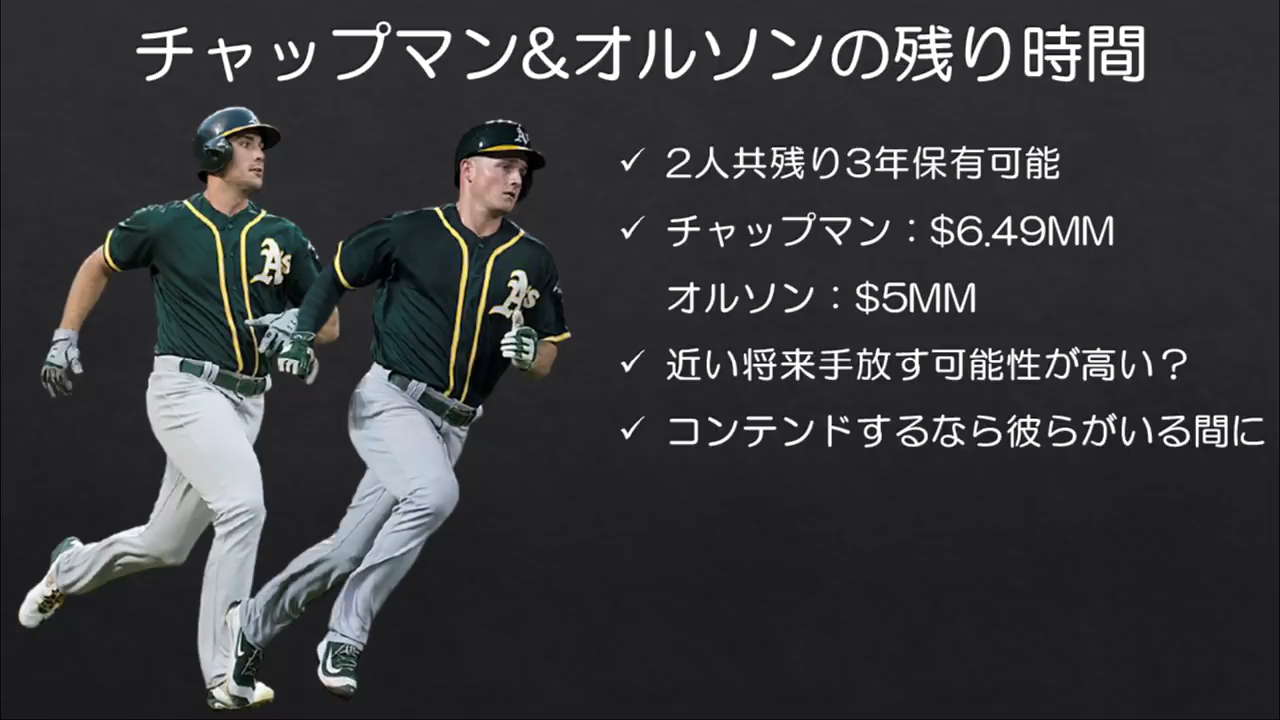 チャップマン&オルソンの残り時間
✓ 2人共残り3年保有可能
✓ チャップマン：$6.49MM
オルソン：$5MM
✓ 近い将来手放す可能性が高い？
✓ コンテンドするなら彼らがいる間に
A's
A's